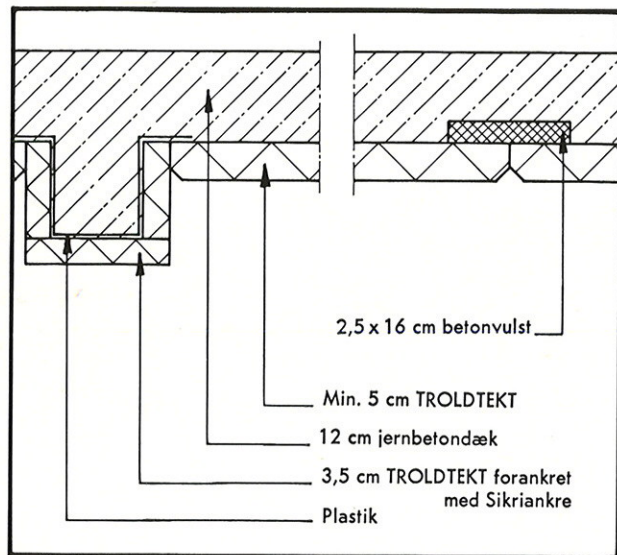 2,5 x 16 cm betonvulst
Min. 5 cm TROLDTEKT
12 cm jernbetondæk
3,5 cm TROLDTEKT forankret
med Sikriankre
Plastik